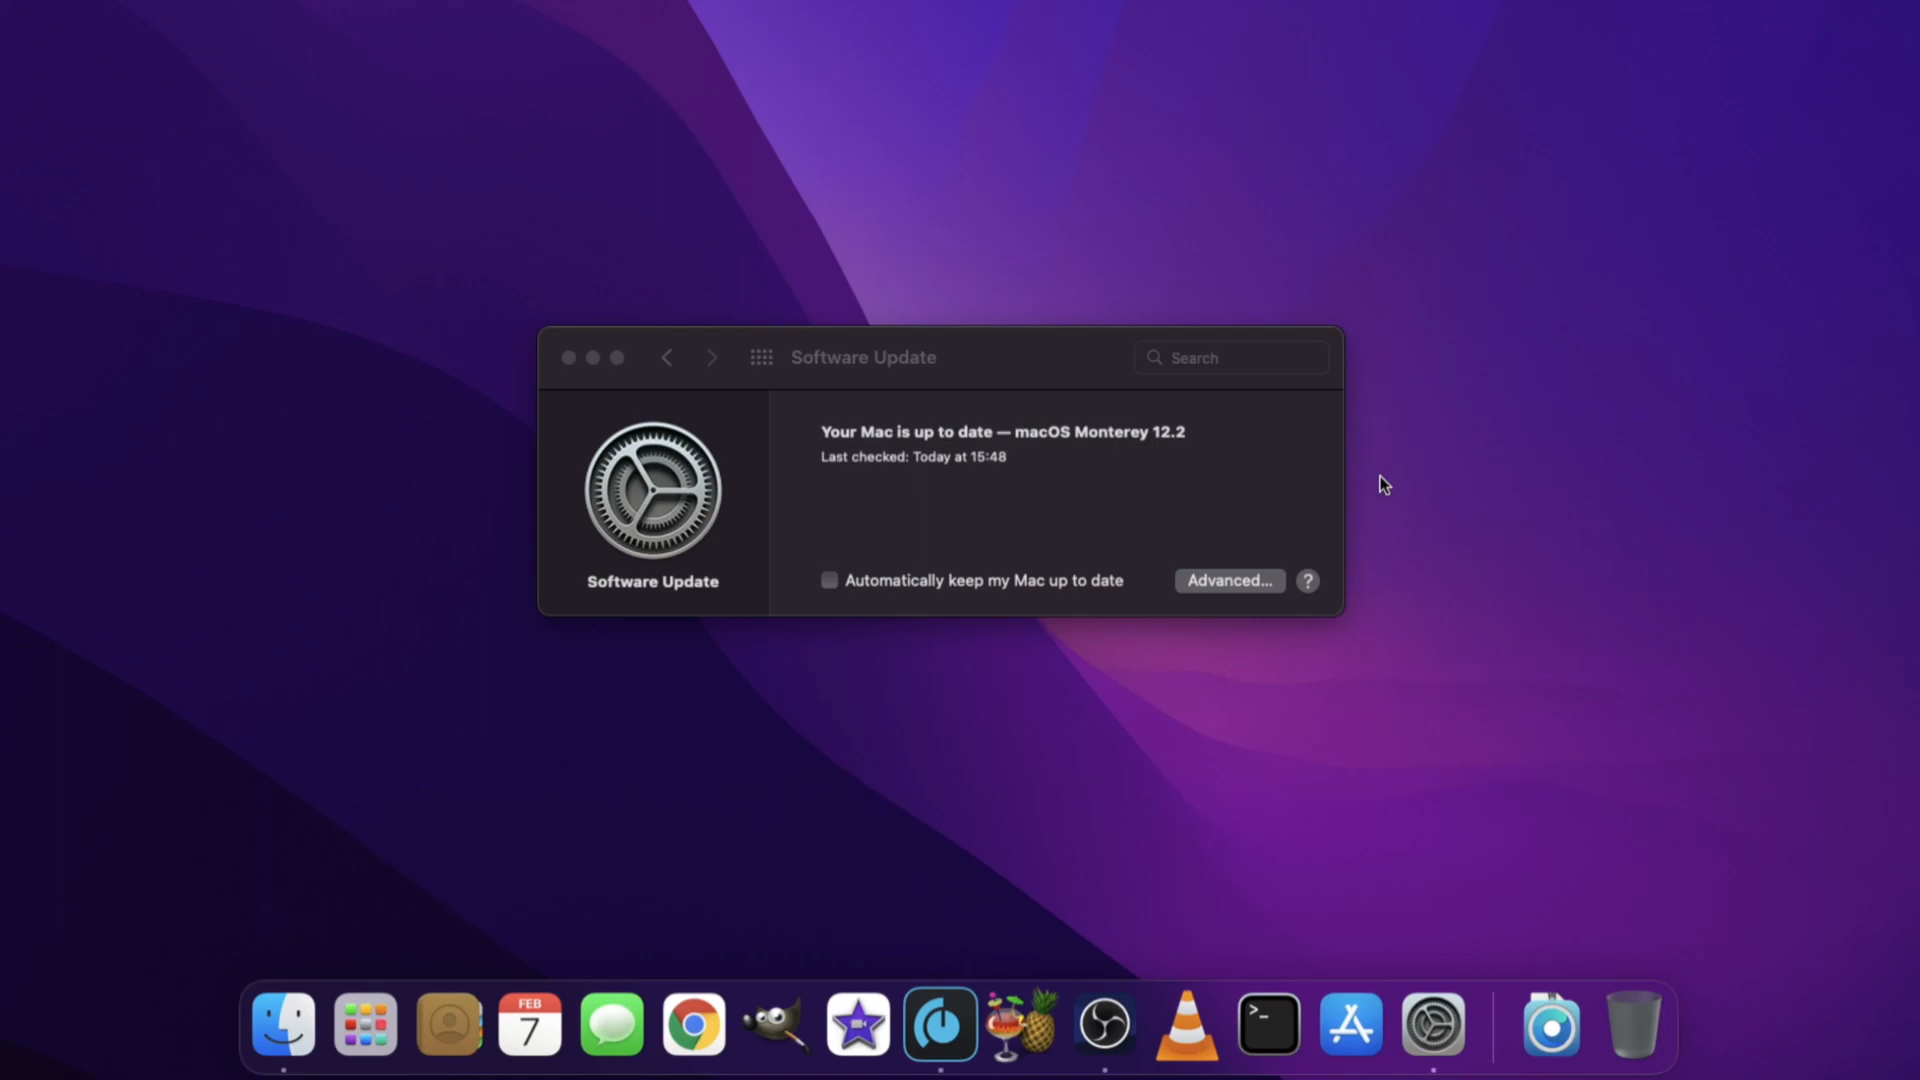 Software Update
Search
Your Mac is up to date — macOS Monterey 12.2
Last checked: Today at 15:48
Software Update
Automatically keep my Mac up to date
Advanced...
?
FEB
7
>_